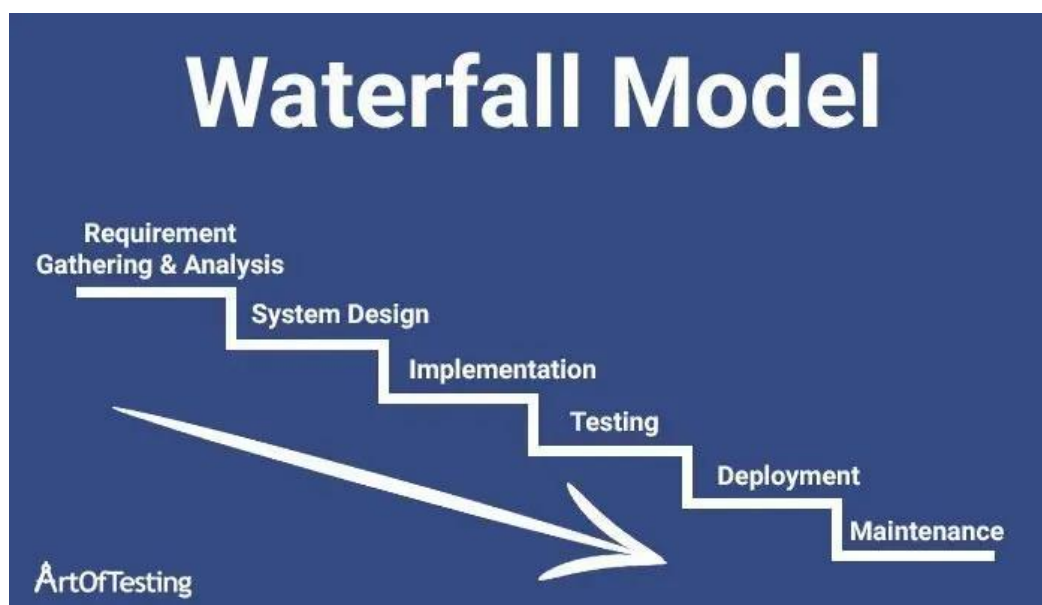 Waterfall Model
Requirement
Gathering & Analysis
System Design
Implementation
Testing
Deployment
Maintenance
ArtOfTesting